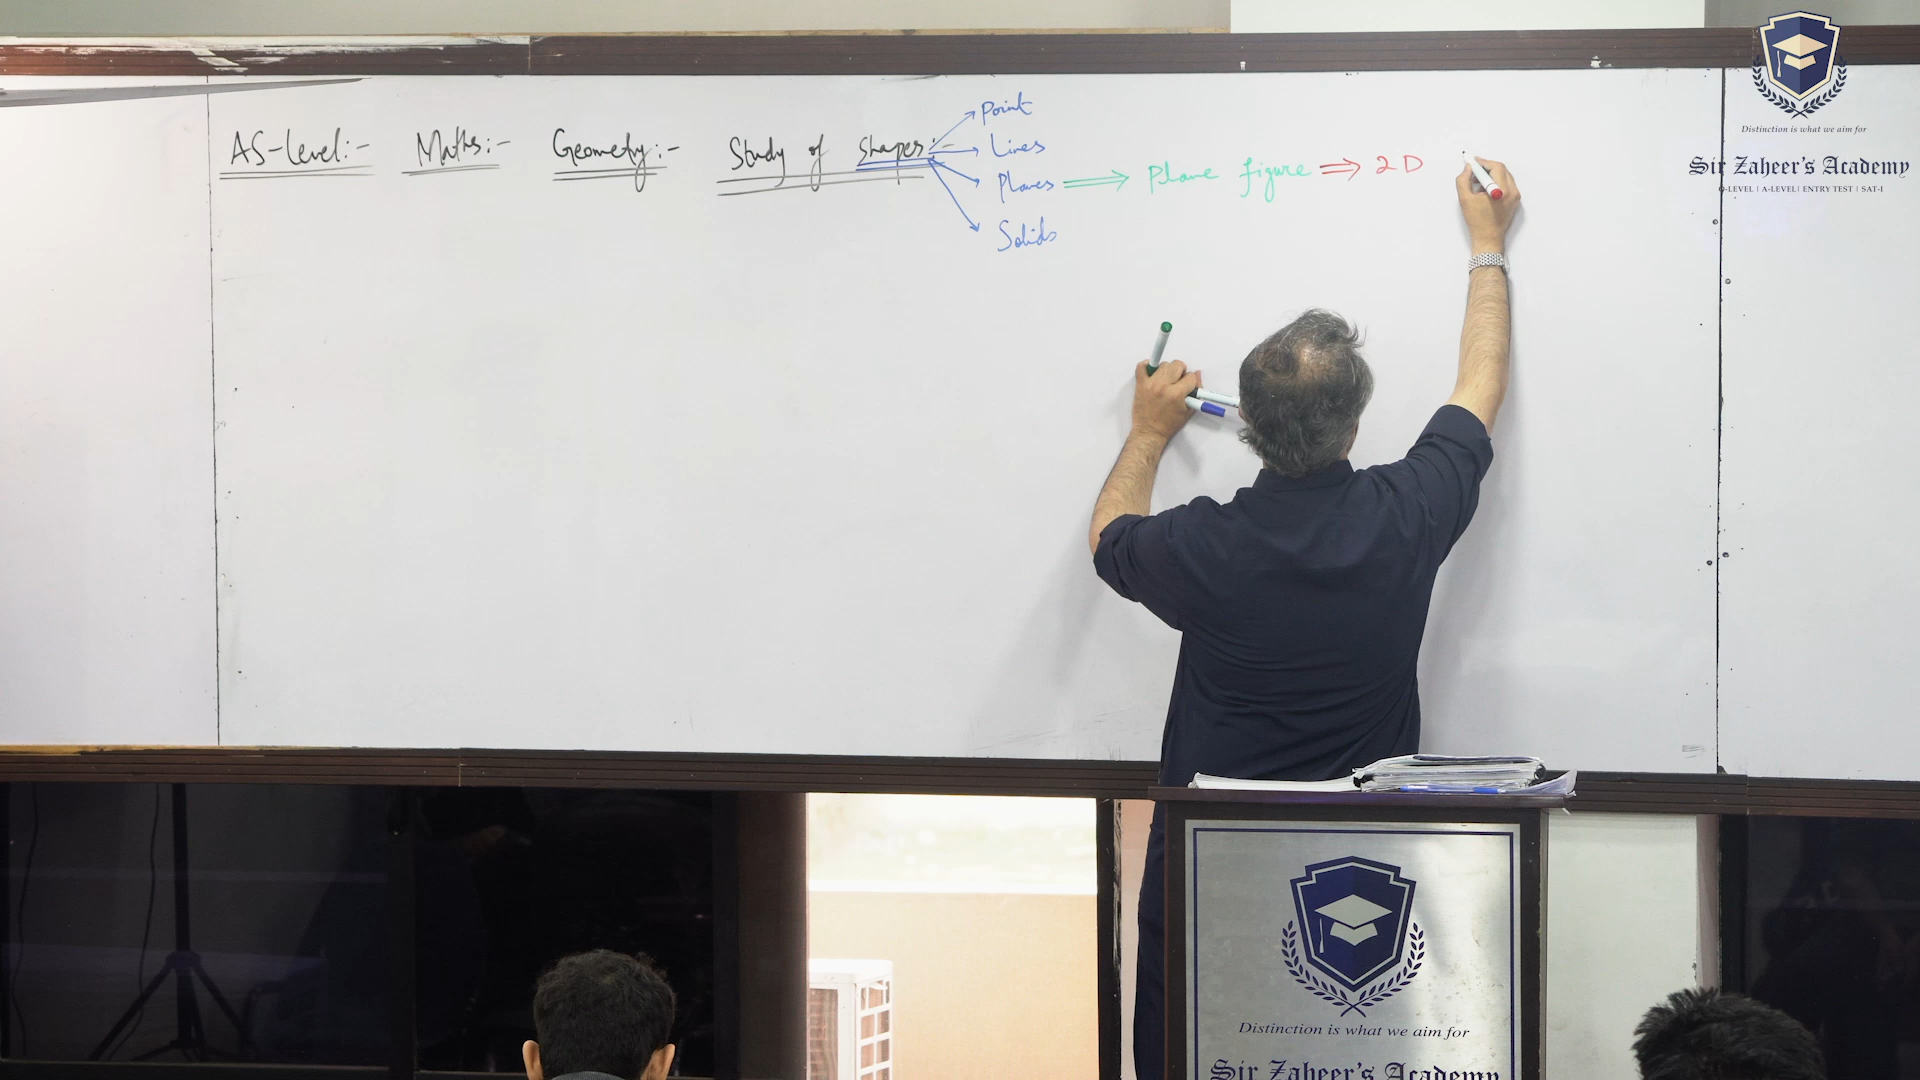 AS-Level:- Maths:- Geometry:- Study of Shapes:-
Point
Lines
Planes ⇒ Plane figure ⇒ 2D
Solids
Distinction is what we aim for
Sir Zaheer's Academy
O-LEVEL | A-LEVEL | ENTRY TEST | SAT-I
Distinction is what we aim for
Sir Zaheer's Academy